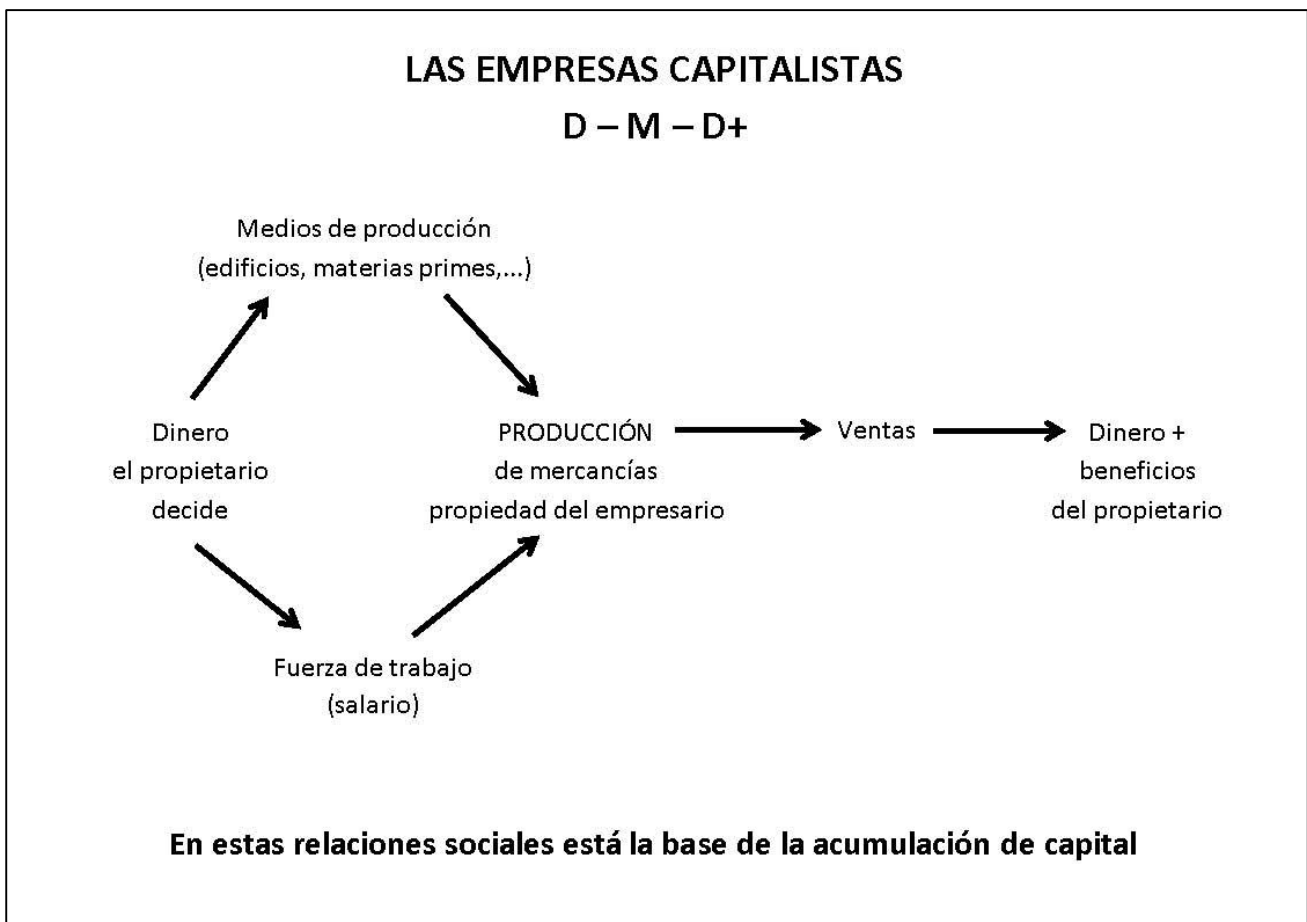 LAS EMPRESAS CAPITALISTAS
D – M – D+
Medios de producción
(edificios, materias primes,...)
Dinero
el propietario
decide
PRODUCCIÓN
de mercancías
propiedad del empresario
Ventas
Dinero +
beneficios
del propietario
Fuerza de trabajo
(salario)
En estas relaciones sociales está la base de la acumulación de capital